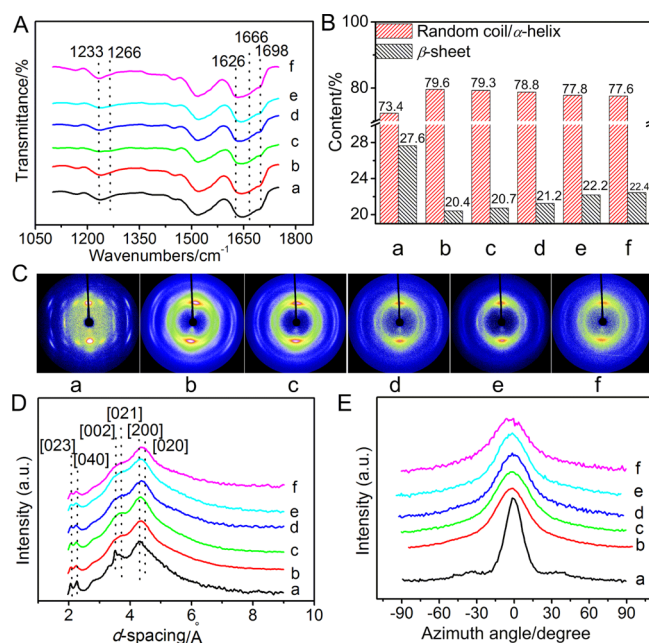 A
1233 1266 1626 1666 1698
f
e
d
c
b
a
Transmittance/%
1050 1200 1350 1500 1650 1800
Wavenumbers/cm-1
B
Random coil/α-helix
β-sheet
Content/%
80
28
26
24
22
20
73.4 79.6 79.3 78.8 77.8 77.6
27.6 20.4 20.7 21.2 22.2 22.4
a b c d e f
C
a b c d e f
D
[023] [040] [002] [021] [200] [020]
f
e
d
c
b
a
Intensity (a.u.)
0 2 4 6 8 10
d-spacing/Å
E
f
e
d
c
b
a
Intensity (a.u.)
-90 -60 -30 0 30 60 90
Azimuth angle/degree